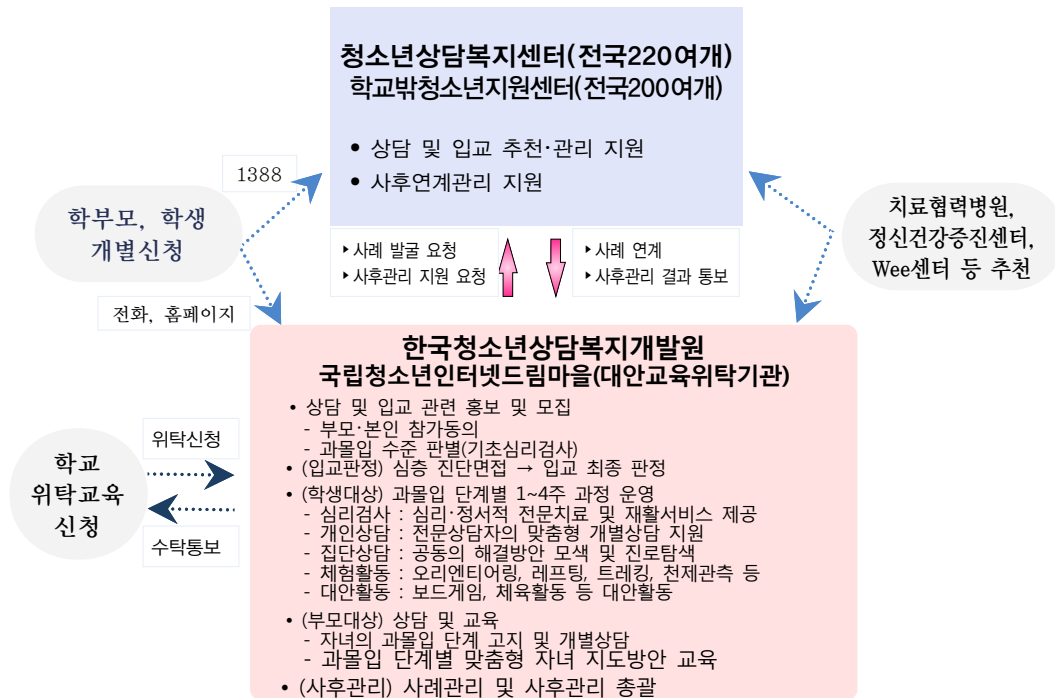 청소년상담복지센터(전국220여개)
학교밖청소년지원센터(전국200여개)
• 상담 및 입교 추천·관리 지원
• 사후연계관리 지원
1388
학부모, 학생
개별신청
전화, 홈페이지
치료협력병원,
정신건강증진센터,
Wee센터 등 추천
▸사례 발굴 요청
▸사후관리 지원 요청
▸사례 연계
▸사후관리 결과 통보
한국청소년상담복지개발원
국립청소년인터넷드림마을(대안교육위탁기관)
• 상담 및 입교 관련 홍보 및 모집
- 부모·본인 참가동의
- 과몰입 수준 판별(기초심리검사)
• (입교판정) 심층 진단면접 → 입교 최종 판정
• (학생대상) 과몰입 단계별 1~4주 과정 운영
- 심리검사 : 심리·정서적 전문치료 및 재활서비스 제공
- 개인상담 : 전문상담자의 맞춤형 개별상담 지원
- 집단상담 : 공동의 해결방안 모색 및 진로탐색
- 체험활동 : 오리엔티어링, 레프팅, 트레킹, 천제관측 등
- 대안활동 : 보드게임, 체육활동 등 대안활동
• (부모대상) 상담 및 교육
- 자녀의 과몰입 단계 고지 및 개별상담
- 과몰입 단계별 맞춤형 자녀 지도방안 교육
• (사후관리) 사례관리 및 사후관리 총괄
학교
위탁교육
신청
위탁신청
수탁통보